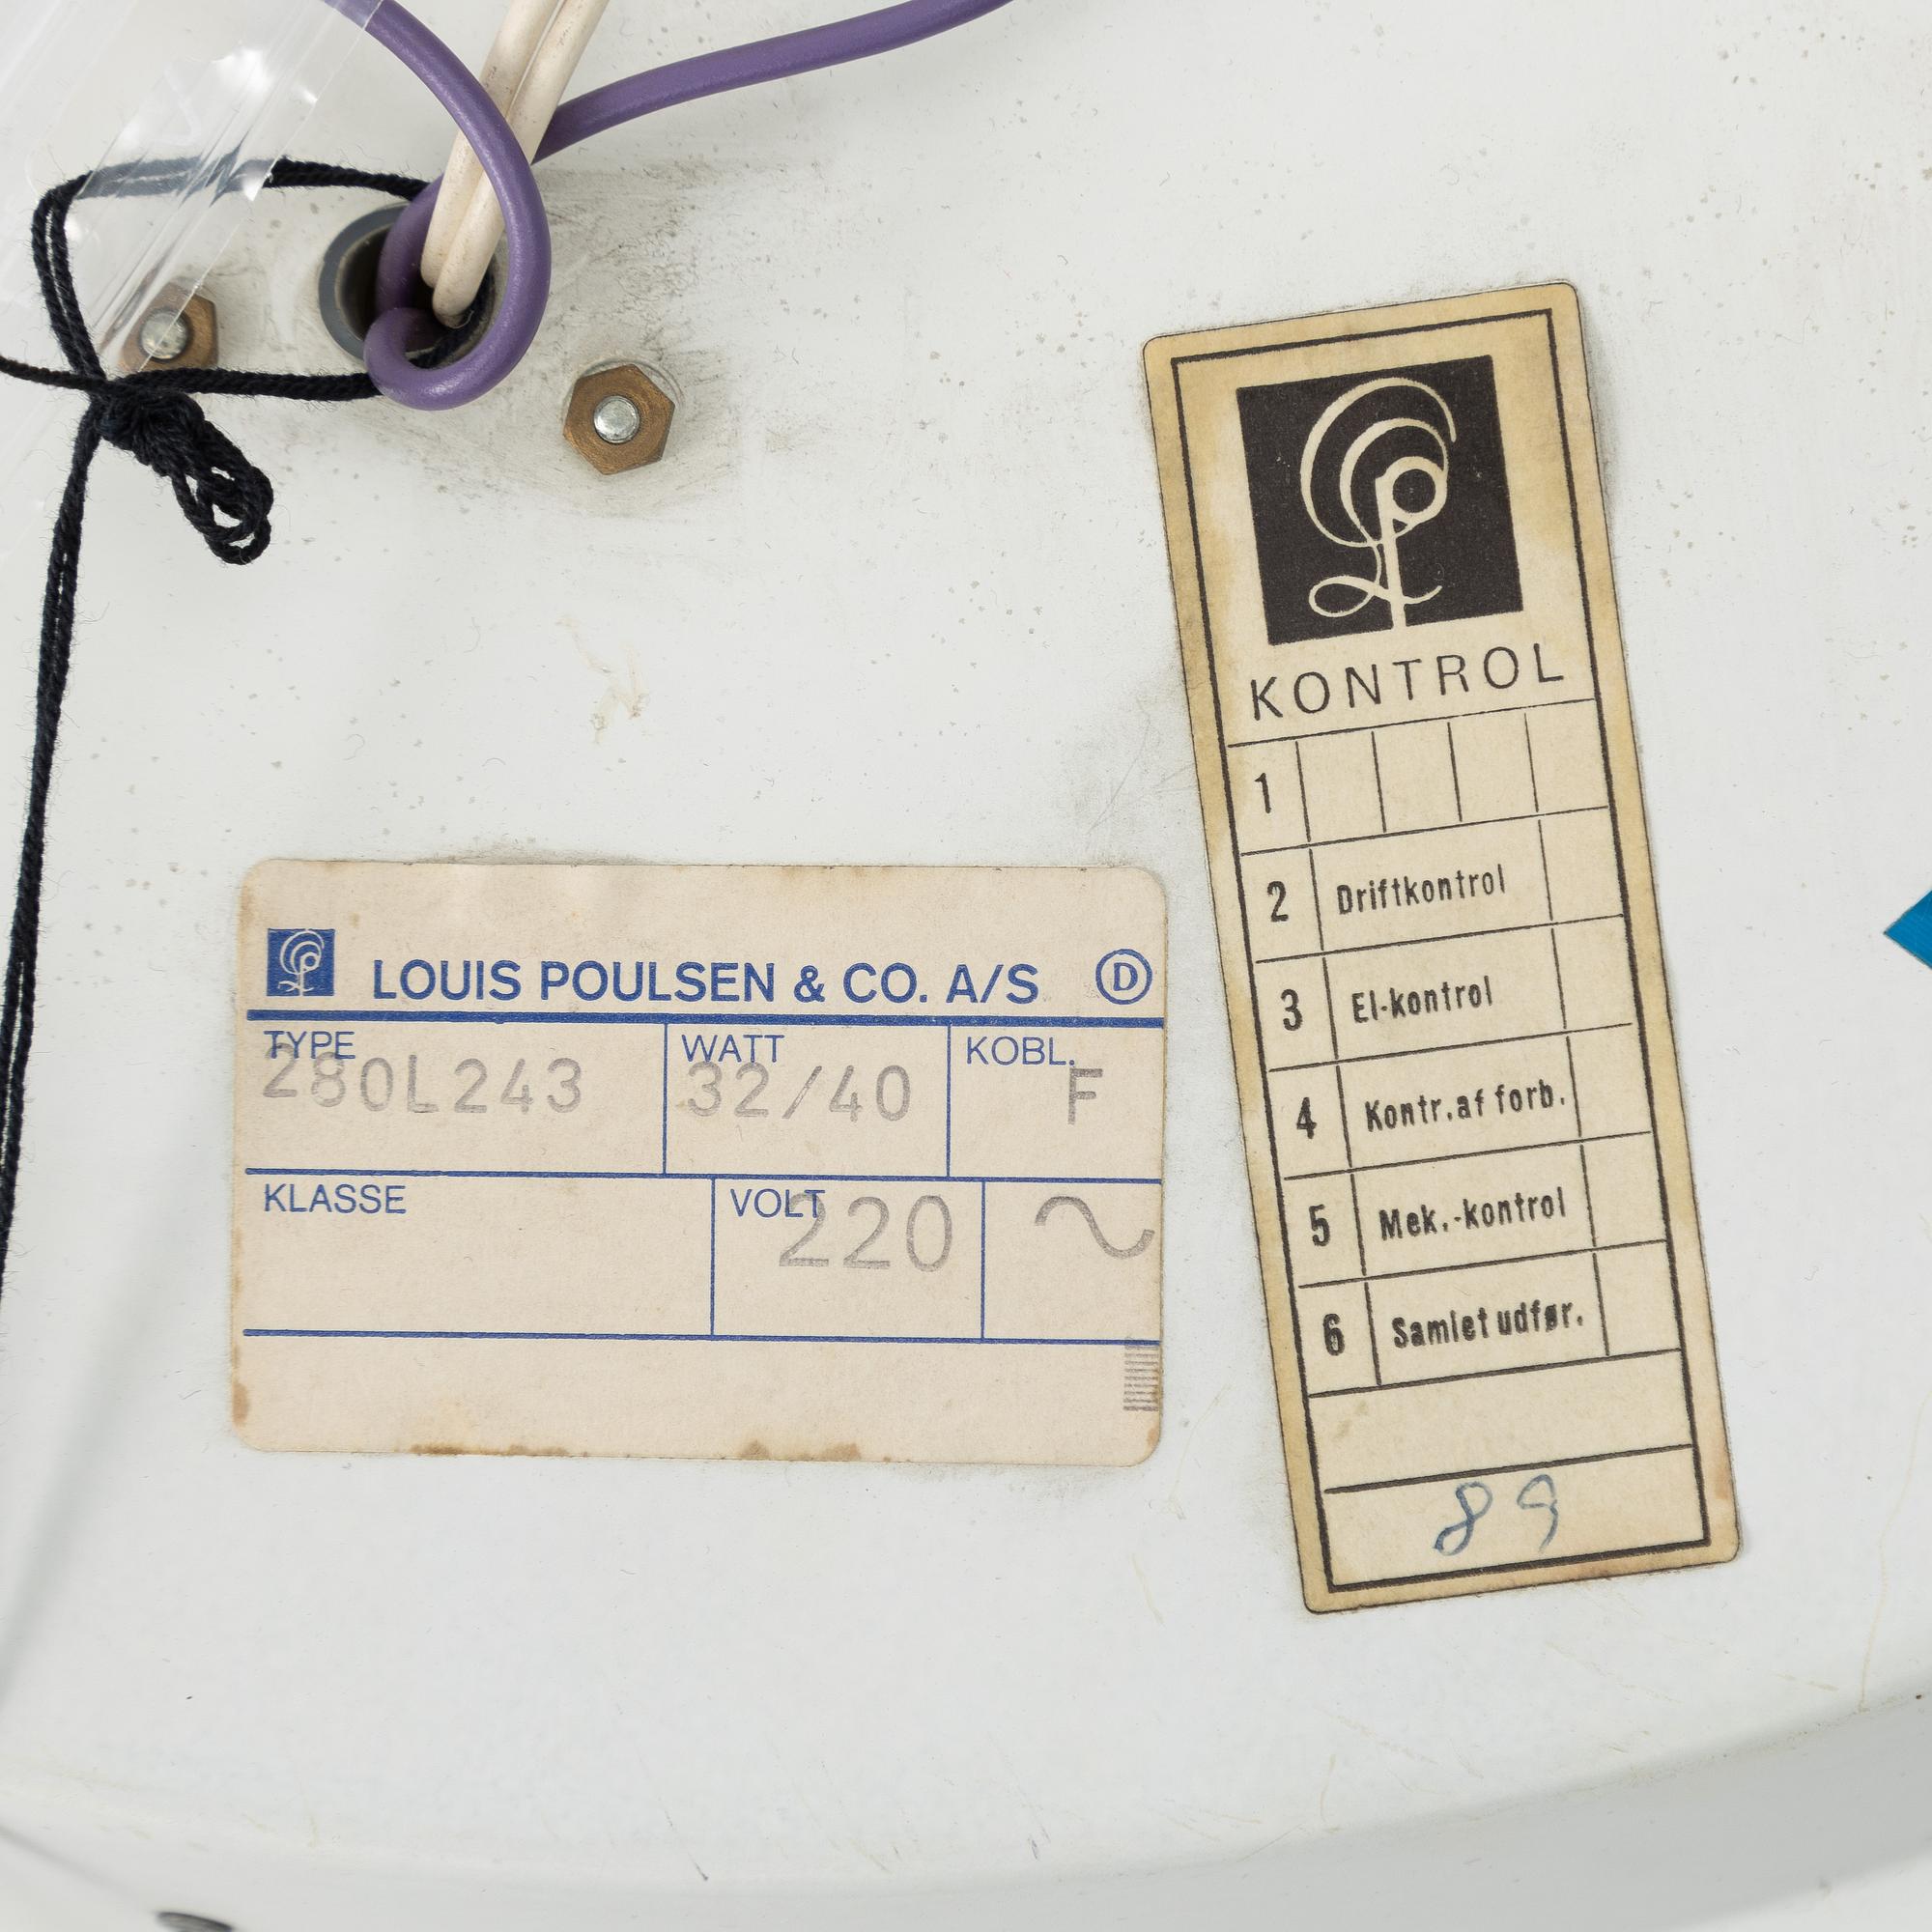 LOUIS POULSEN & CO. A/S D
TYPE WATT KOBL.
280L243 32/40 F
KLASSE VOLT
220 ~
KONTROL
1
2 Driftkontrol
3 El-kontrol
4 Kontr.af forb.
5 Mek.-kontrol
6 Samlet udfør.
89